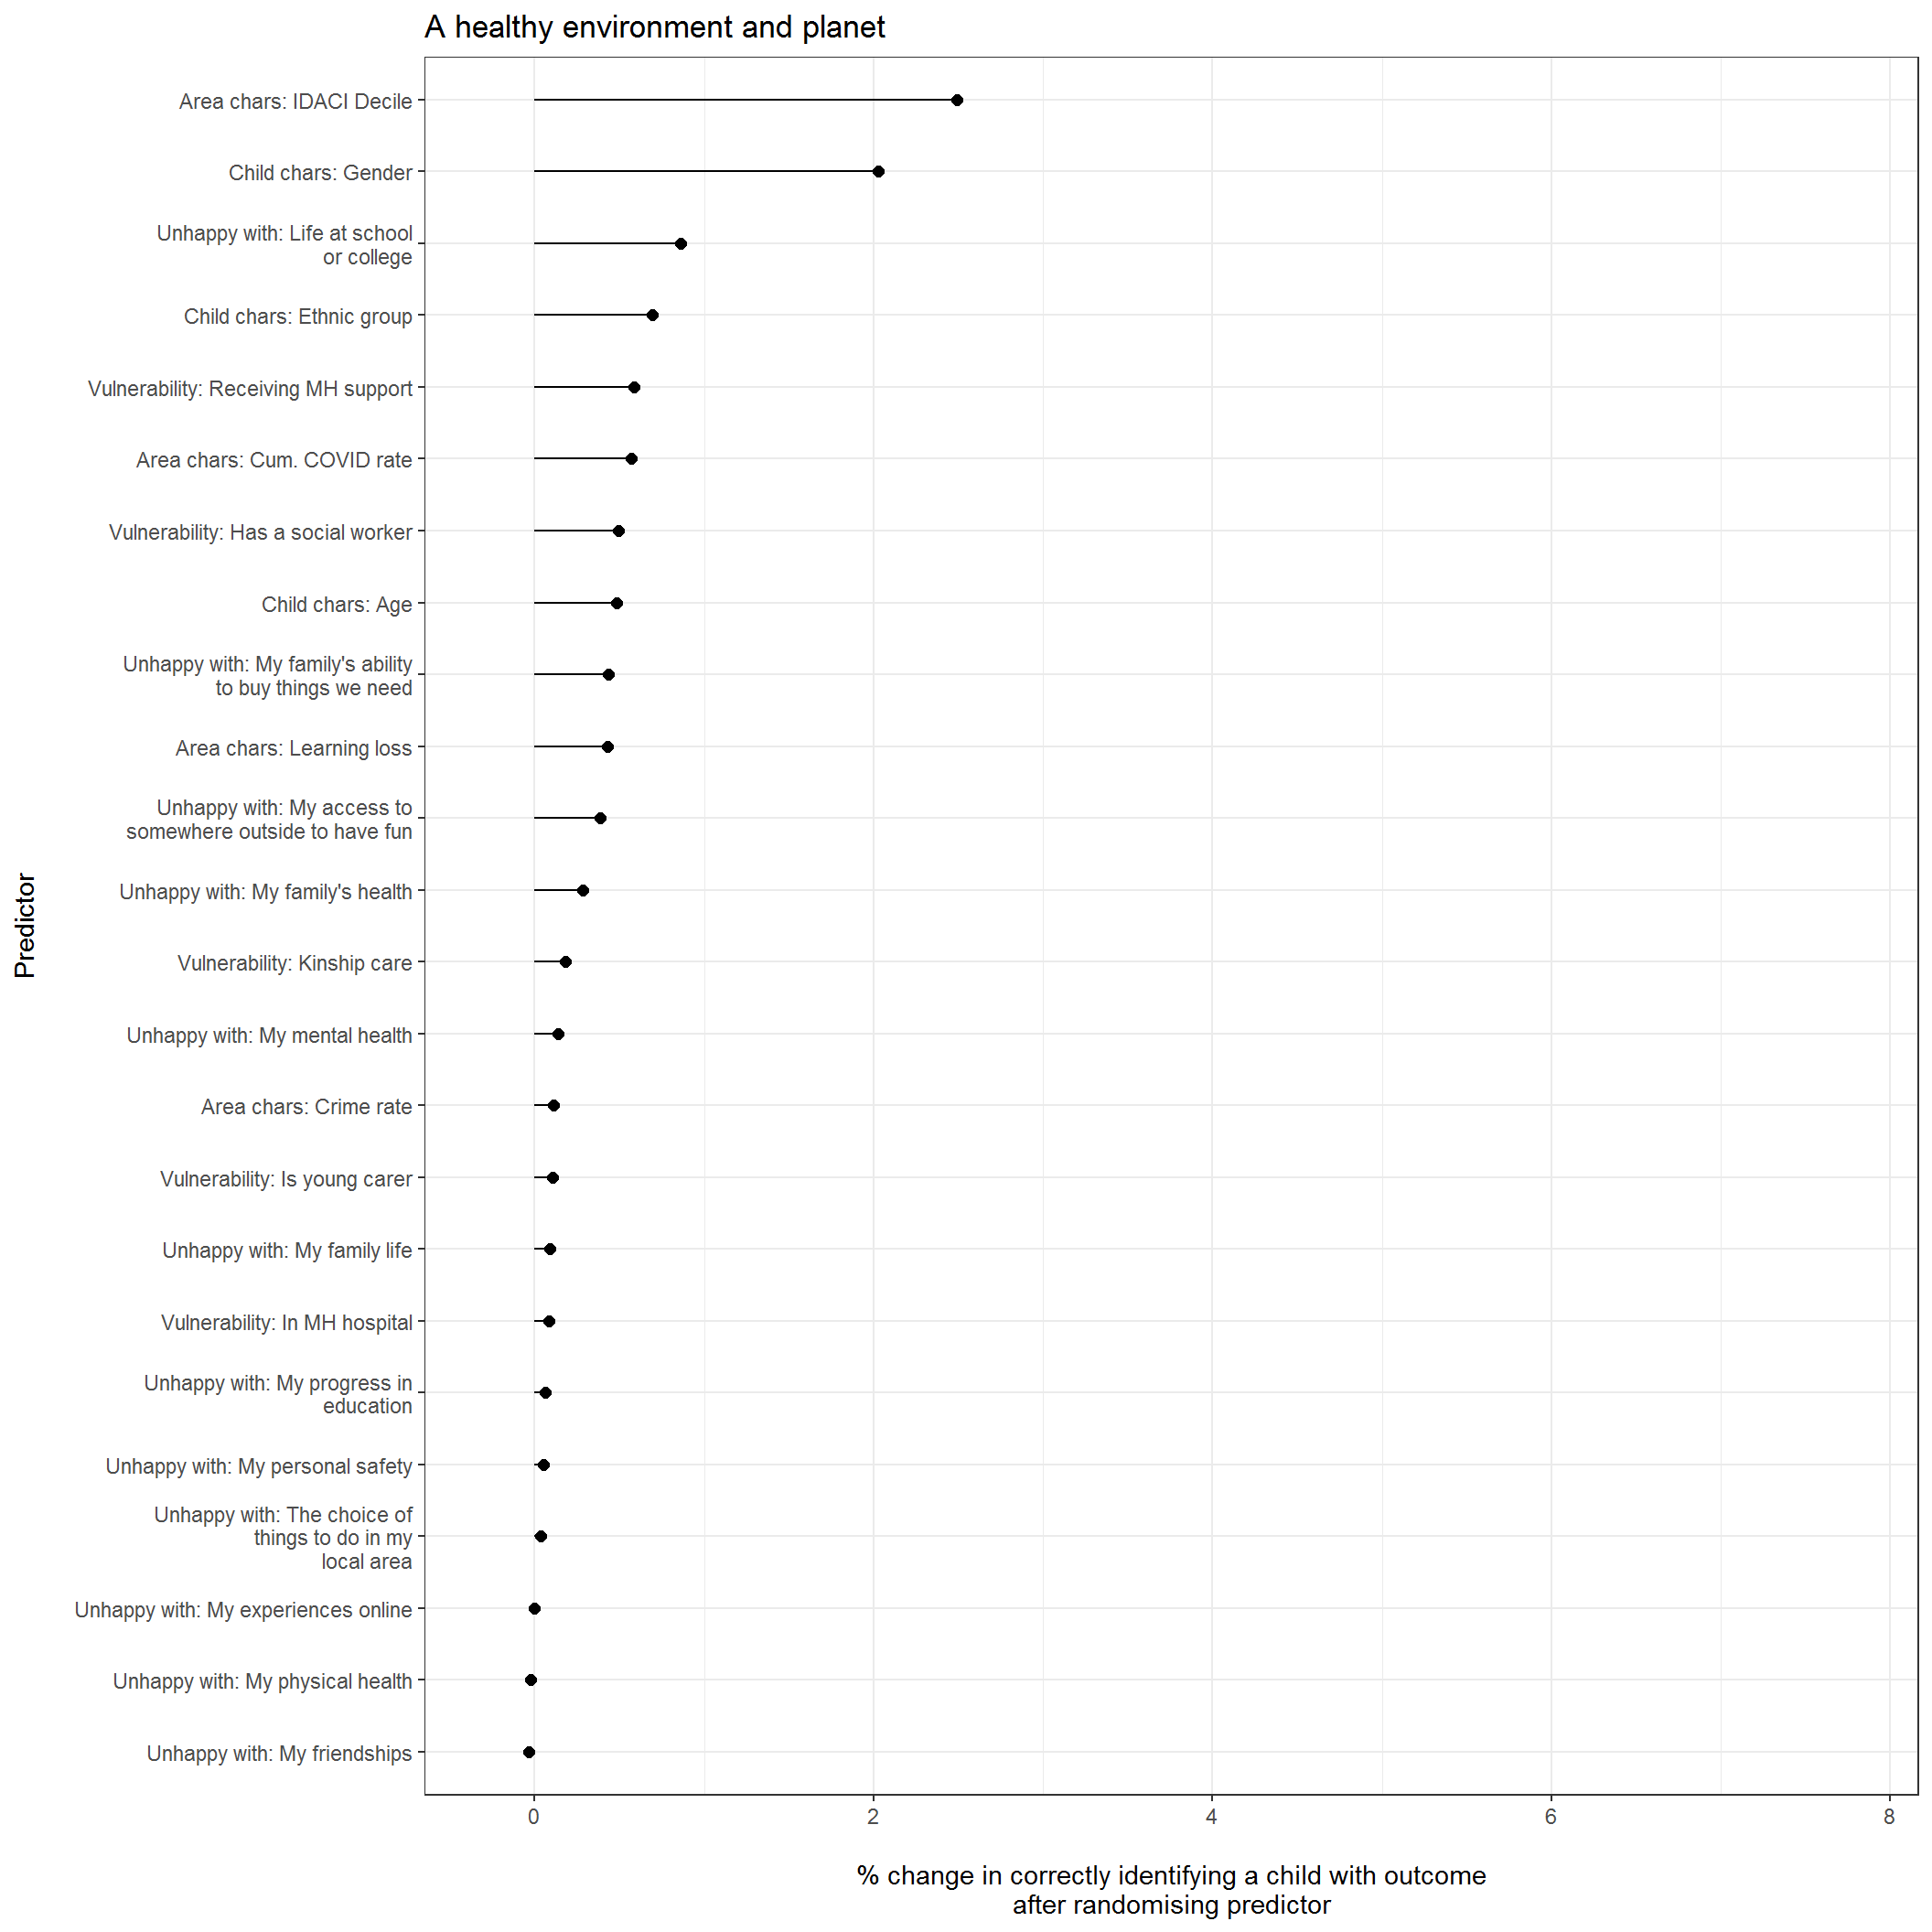 A healthy environment and planet
Area chars: IDACI Decile
Child chars: Gender
Unhappy with: Life at school
or college
Child chars: Ethnic group
Vulnerability: Receiving MH support
Area chars: Cum. COVID rate
Vulnerability: Has a social worker
Child chars: Age
Unhappy with: My family's ability
to buy things we need
Area chars: Learning loss
Unhappy with: My access to
somewhere outside to have fun
Unhappy with: My family's health
Vulnerability: Kinship care
Unhappy with: My mental health
Area chars: Crime rate
Vulnerability: Is young carer
Unhappy with: My family life
Vulnerability: In MH hospital
Unhappy with: My progress in
education
Unhappy with: My personal safety
Unhappy with: The choice of
things to do in my
local area
Unhappy with: My experiences online
Unhappy with: My physical health
Unhappy with: My friendships
Predictor
0 2 4 6 8
% change in correctly identifying a child with outcome
after randomising predictor